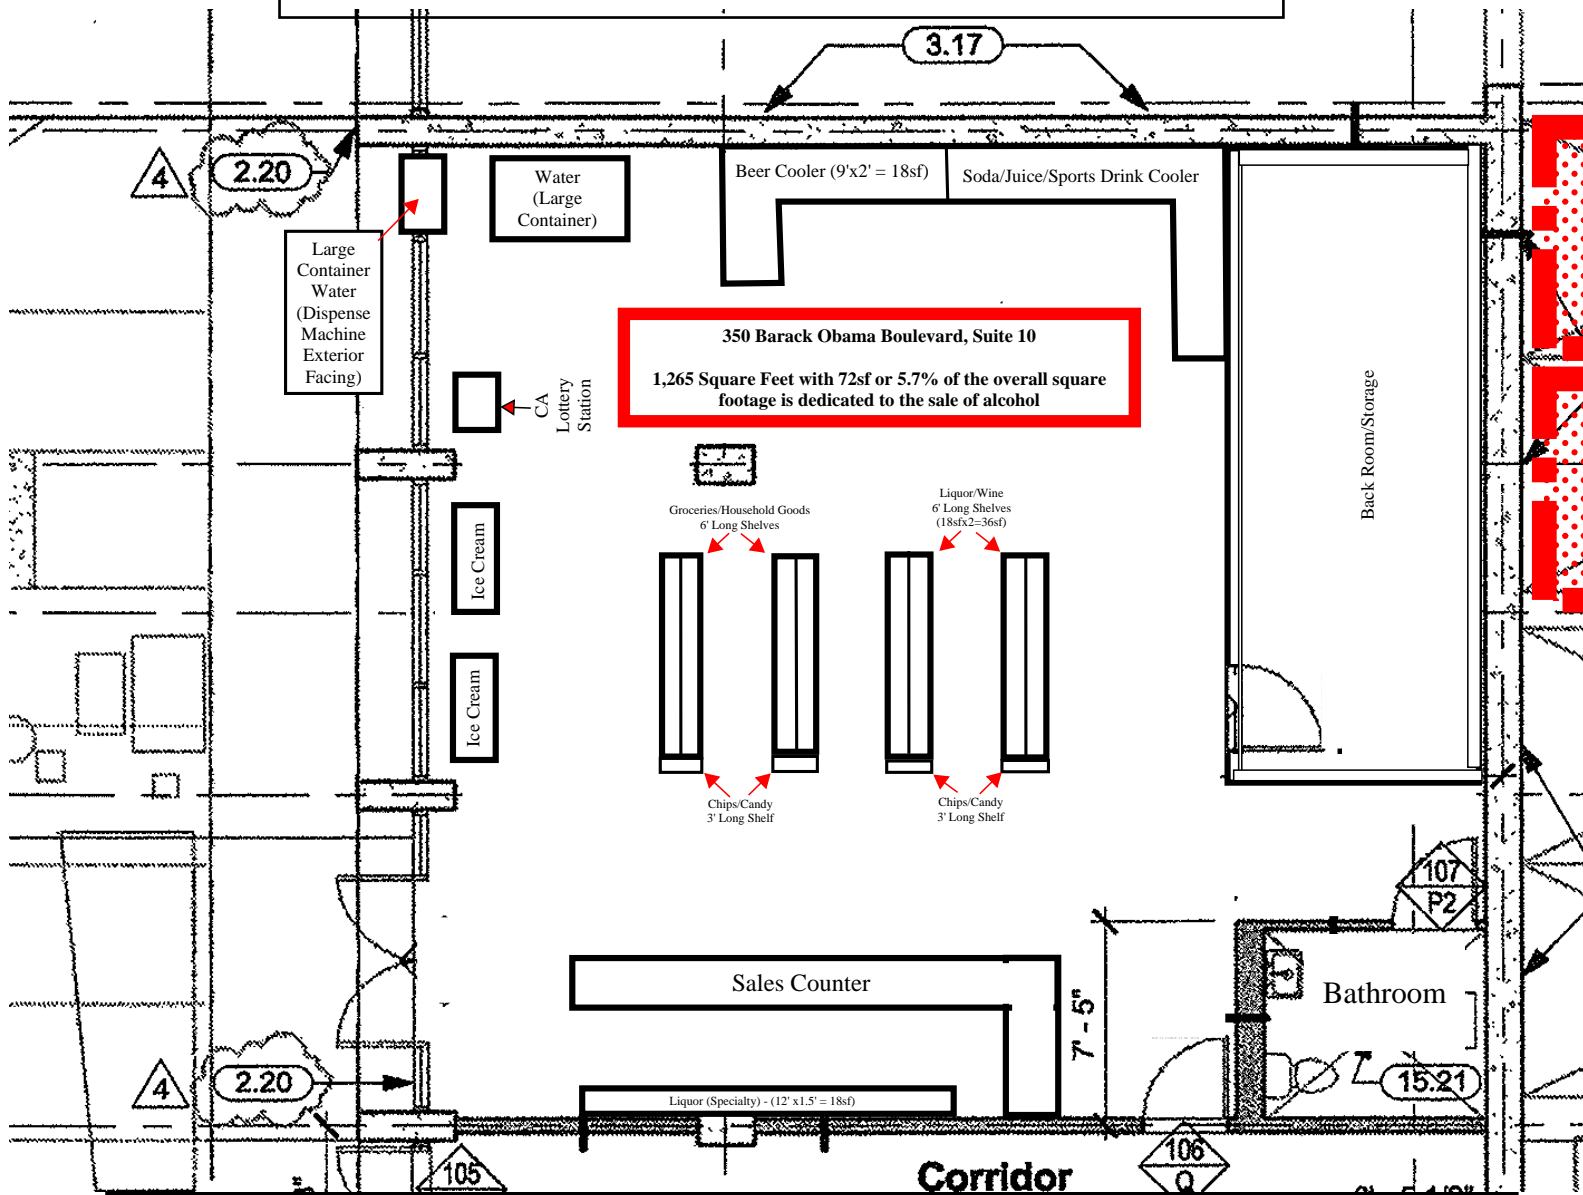 3.17
4
2.20
Water
(Large
Container)
Beer Cooler (9'x2' = 18sf)
Soda/Juice/Sports Drink Cooler
Large
Container
Water
(Dispense
Machine
Exterior
Facing)
350 Barack Obama Boulevard, Suite 10
1,265 Square Feet with 72sf or 5.7% of the overall square
footage is dedicated to the sale of alcohol
CA
Lottery
Station
Back Room/Storage
Groceries/Household Goods
6' Long Shelves
Liquor/Wine
6' Long Shelves
(18sfx2=36sf)
Ice Cream
Ice Cream
Chips/Candy
3' Long Shelf
Chips/Candy
3' Long Shelf
107
P2
Sales Counter
7' - 5"
Bathroom
4
2.20
15.21
Liquor (Specialty) - (12' x1.5' = 18sf)
105
Corridor
106
Q